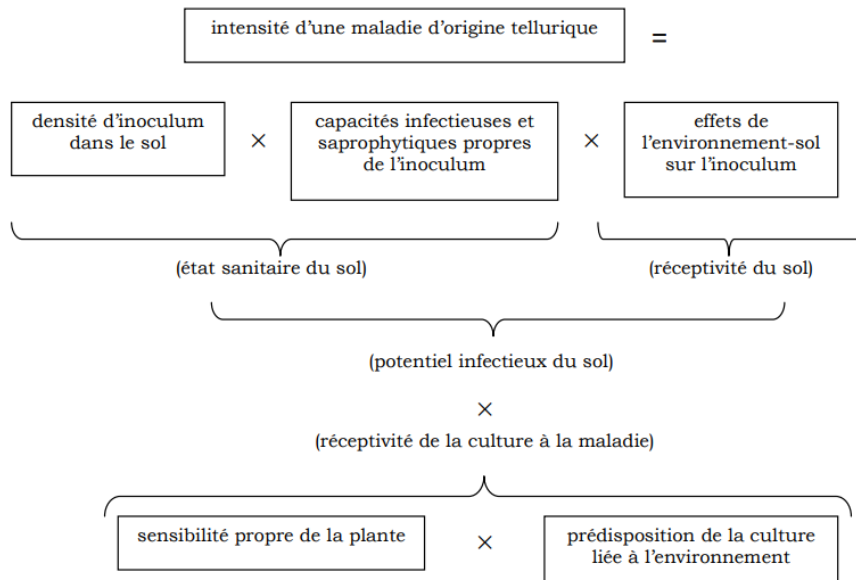 intensité d'une maladie d'origine tellurique =
densité d'inoculum
dans le sol
×
capacités infectieuses et
saprophytiques propres
de l'inoculum
×
effets de
l'environnement-sol
sur l'inoculum
(état sanitaire du sol)
(réceptivité du sol)
(potentiel infectieux du sol)
×
(réceptivité de la culture à la maladie)
sensibilité propre de la plante
×
prédisposition de la culture
liée à l'environnement